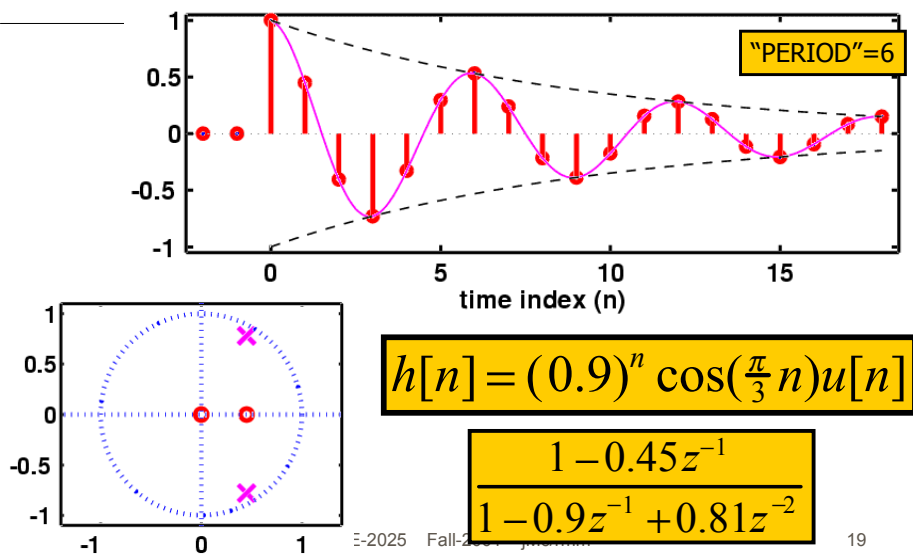 1
0.5
0
-0.5
-1
"PERIOD"=6
0 5 10 15
time index (n)
1
0.5
0
-0.5
-1
-1 0 1
h[n] = (0.9)^n cos(π/3 n)u[n]
1−0.45z^−1
1−0.9z^−1 +0.81z^−2
E-2025 Fall-2 19